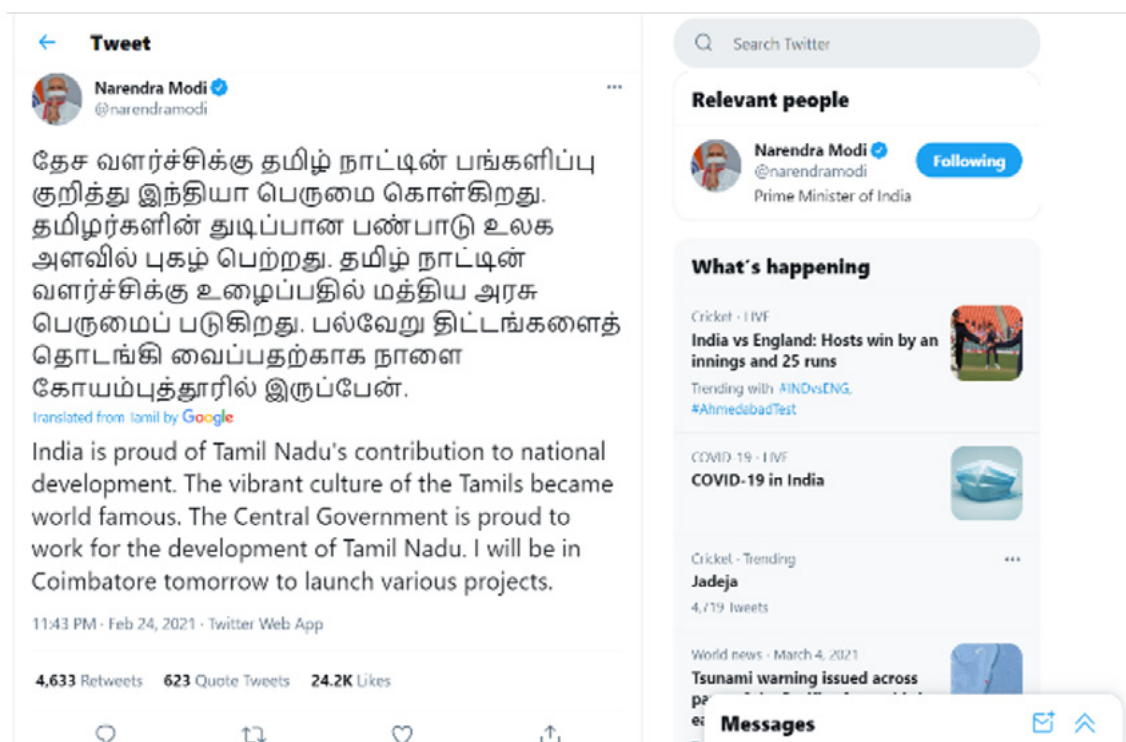 Tweet
Narendra Modi
@narendramodi
தேச வளர்ச்சிக்கு தமிழ் நாட்டின் பங்களிப்பு
குறித்து இந்தியா பெருமை கொள்கிறது.
தமிழர்களின் துடிப்பான பண்பாடு உலக
அளவில் புகழ் பெற்றது. தமிழ் நாட்டின்
வளர்ச்சிக்கு உழைப்பதில் மத்திய அரசு
பெருமைப் படுகிறது. பல்வேறு திட்டங்களைத்
தொடங்கி வைப்பதற்காக நாளை
கோயம்புத்தூரில் இருப்பேன்.
Translated from Tamil by Google
India is proud of Tamil Nadu's contribution to national
development. The vibrant culture of the Tamils became
world famous. The Central Government is proud to
work for the development of Tamil Nadu. I will be in
Coimbatore tomorrow to launch various projects.
11:43 PM · Feb 24, 2021 · Twitter Web App
4,633 Retweets 623 Quote Tweets 24.2K Likes
Search Twitter
Relevant people
Narendra Modi
@narendramodi
Following
Prime Minister of India
What's happening
Cricket · LIVE
India vs England: Hosts win by an
innings and 25 runs
Trending with #INDvsENG,
#AhmedabadTest
COVID-19 · LIVE
COVID-19 in India
Cricket · Trending
Jadeja
4,719 Tweets
World news · March 4, 2021
Tsunami warning issued across
Messages